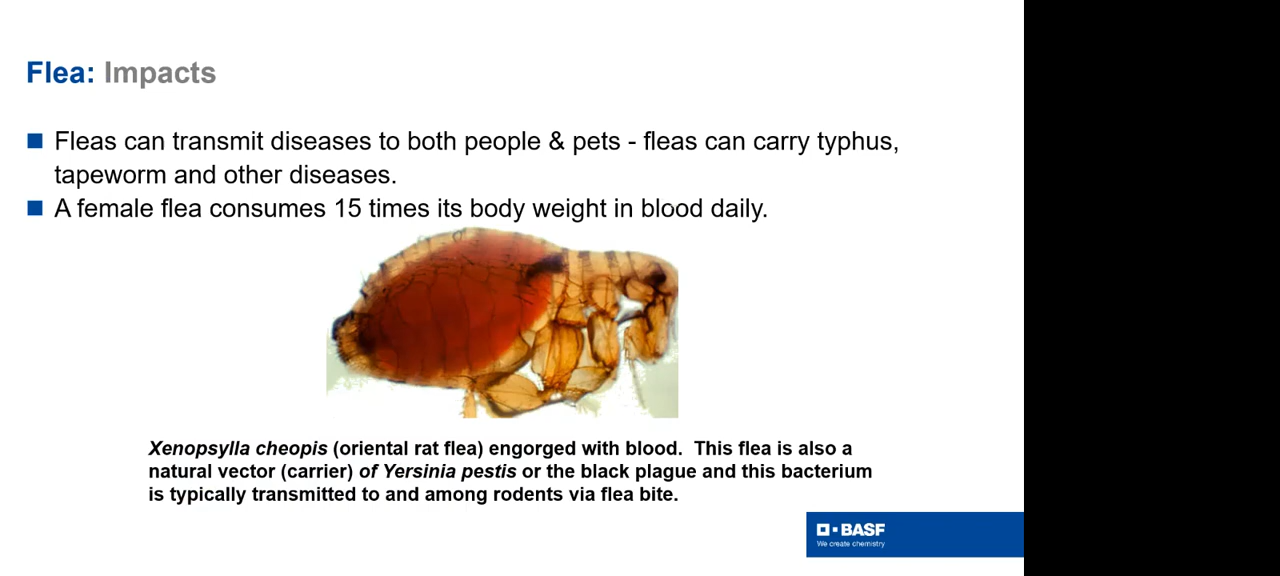 Flea: Impacts
Fleas can transmit diseases to both people & pets - fleas can carry typhus,
tapeworm and other diseases.
A female flea consumes 15 times its body weight in blood daily.
Xenopsylla cheopis (oriental rat flea) engorged with blood.  This flea is also a
natural vector (carrier) of Yersinia pestis or the black plague and this bacterium
is typically transmitted to and among rodents via flea bite.
BASF
We create chemistry